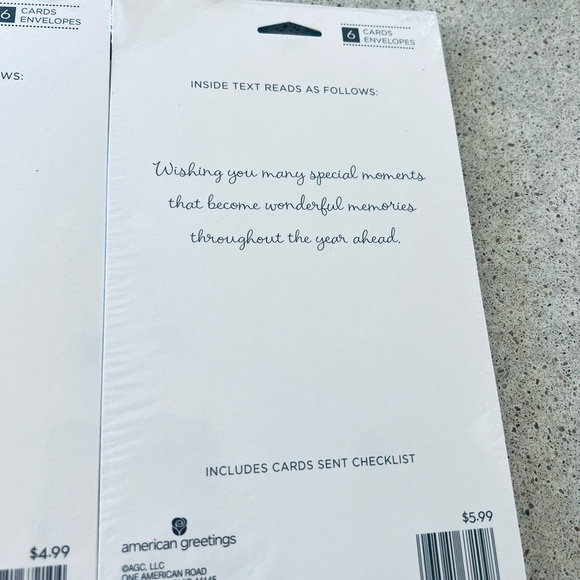 6 CARDS
ENVELOPES
WS:
$4.99
6 CARDS
ENVELOPES
INSIDE TEXT READS AS FOLLOWS:
Wishing you many special moments
that become wonderful memories
throughout the year ahead.
INCLUDES CARDS SENT CHECKLIST
american greetings
©AGC, LLC
ONE AMERICAN ROAD
$5.99